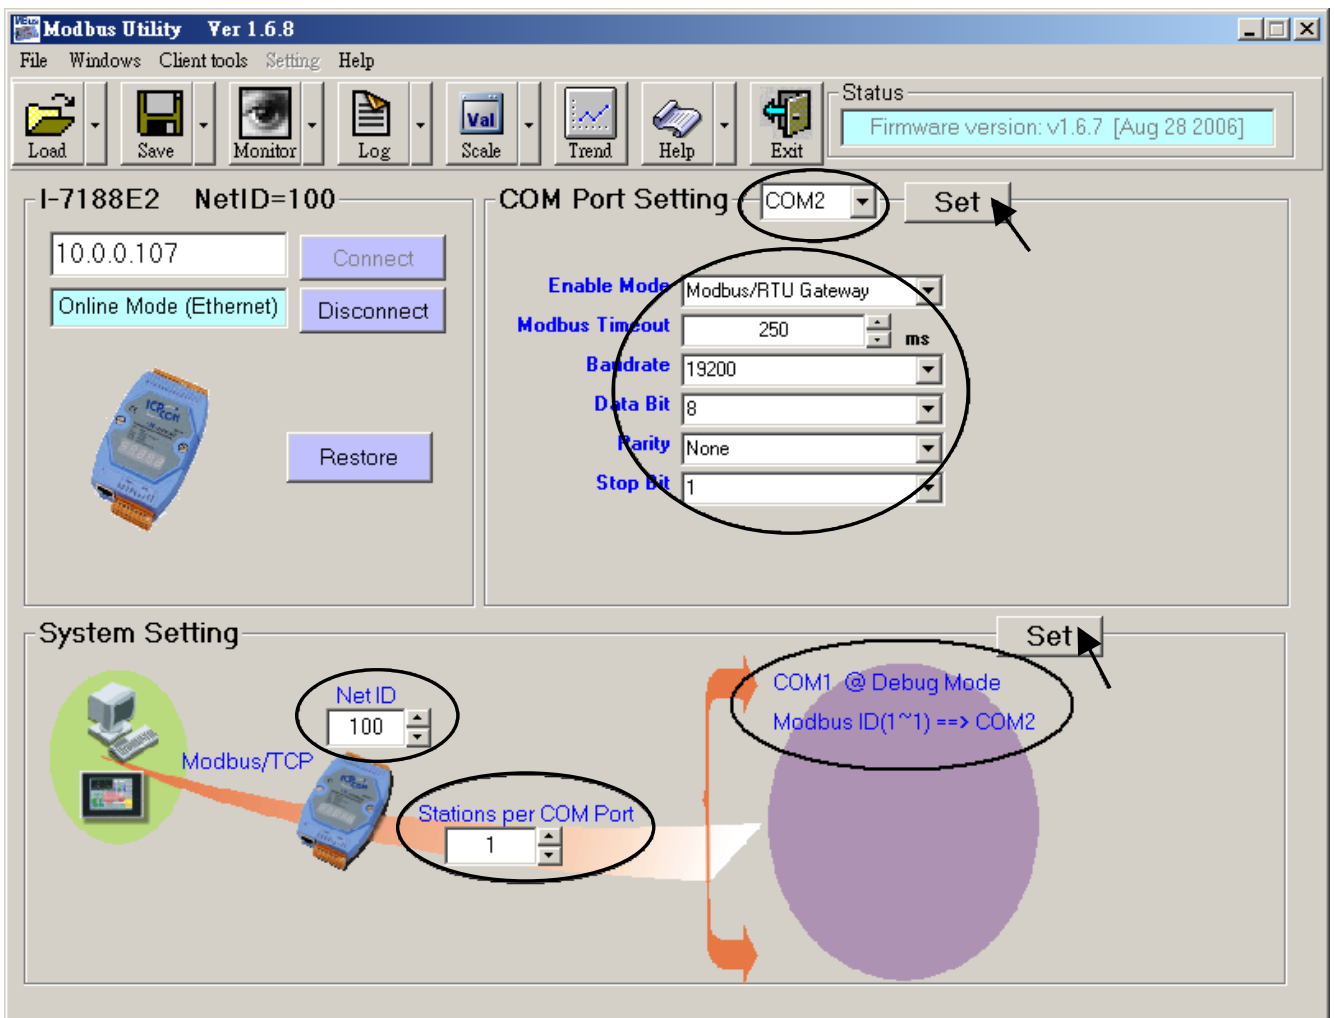 Modbus Utility Ver 1.6.8
File Windows Client tools Setting Help
Load Save Monitor Log Val Scale Trend Help Exit
Status
Firmware version: v1.6.7 [Aug 28 2006]
I-7188E2 NetID=100
10.0.0.107
Connect
Online Mode (Ethernet)
Disconnect
Restore
COM Port Setting COM2 Set
Enable Mode Modbus/RTU Gateway
Modbus Timeout 250 ms
Baudrate 19200
Data Bit 8
Parity None
Stop Bit 1
System Setting
Set
Net ID
100
Modbus/TCP
Stations per COM Port
1
COM1 @ Debug Mode
Modbus ID(1~1) ==> COM2